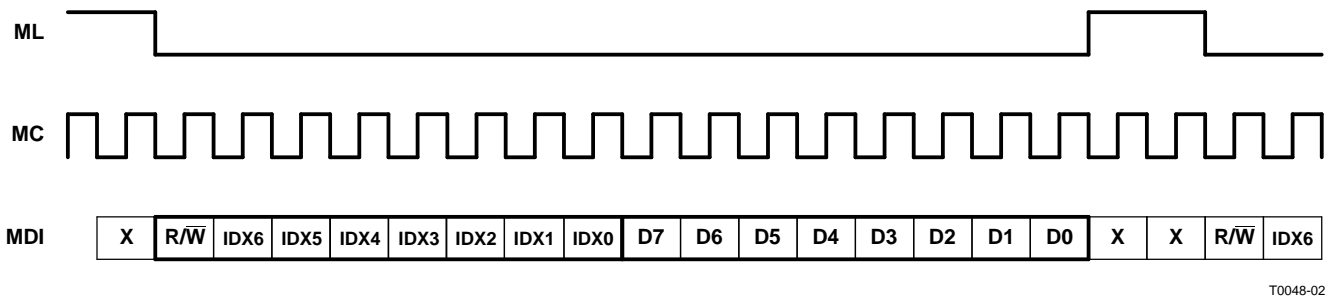 ML
MC
MDI X R/W̅ IDX6 IDX5 IDX4 IDX3 IDX2 IDX1 IDX0 D7 D6 D5 D4 D3 D2 D1 D0 X X R/W̅ IDX6
T0048-02